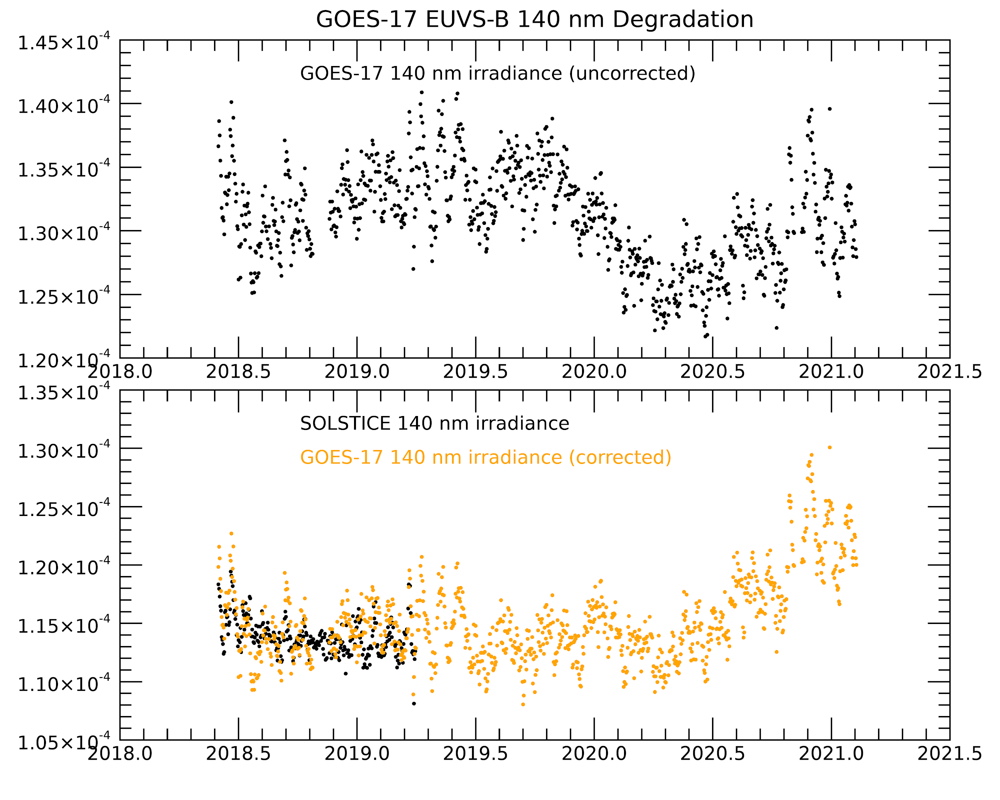 GOES-17 EUVS-B 140 nm Degradation
1.45×10⁻⁴
GOES-17 140 nm irradiance (uncorrected)
1.40×10⁻⁴
1.35×10⁻⁴
1.30×10⁻⁴
1.25×10⁻⁴
1.20×10⁻⁴
2018.0 2018.5 2019.0 2019.5 2020.0 2020.5 2021.0 2021.5
1.35×10⁻⁴
SOLSTICE 140 nm irradiance
1.30×10⁻⁴
GOES-17 140 nm irradiance (corrected)
1.25×10⁻⁴
1.20×10⁻⁴
1.15×10⁻⁴
1.10×10⁻⁴
1.05×10⁻⁴
2018.0 2018.5 2019.0 2019.5 2020.0 2020.5 2021.0 2021.5